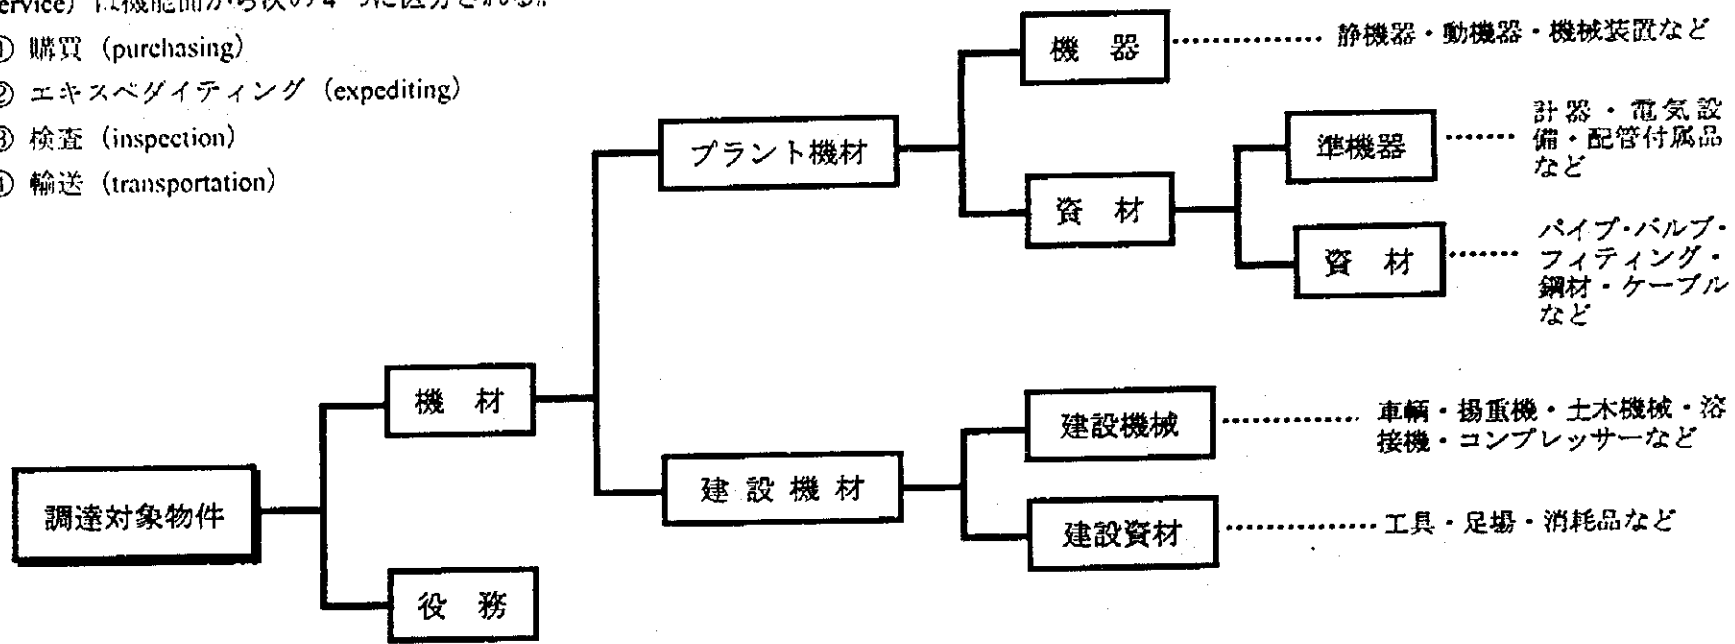 ervice)は機能面から次の4つに区分される。
① 購買 (purchasing)
② エキスペダイティング (expediting)
③ 検査 (inspection)
④ 輸送 (transportation)
機 器
静機器・動機器・機械装置など
プラント機材
準機器
計器・電気設
備・配管付属品
など
資 材
資 材
パイプ・バルブ・
フィティング・
鋼材・ケーブル
など
機 材
建設機械
車輌・揚重機・土木機械・溶
接機・コンプレッサーなど
建 設 機 材
調達対象物件
建設資材
工具・足場・消耗品など
役 務